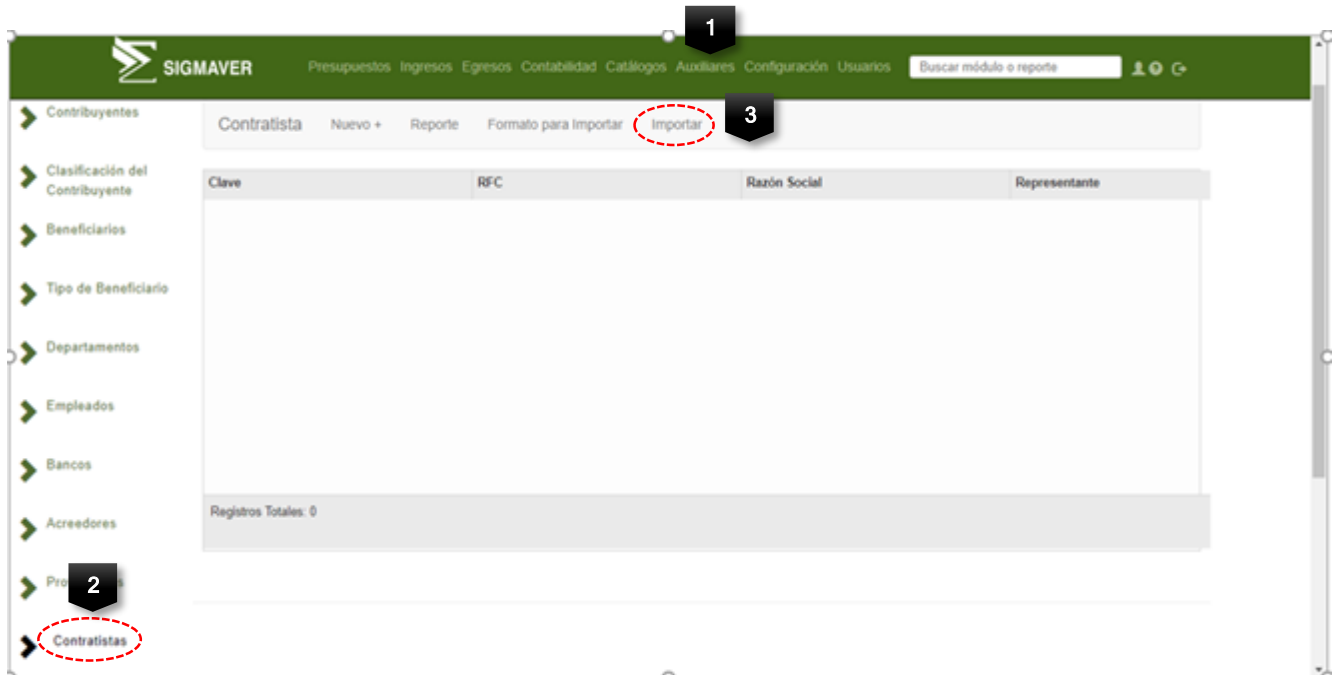 1
SIGMAVER
Presupuestos Ingresos Egresos Contabilidad Catálogos Auxiliares Configuración Usuarios
Buscar módulo o reporte
Contribuyentes
Clasificación del
Contribuyente
Beneficiarios
Tipo de Beneficiario
Departamentos
Empleados
Bancos
Acreedores
2
Contratistas
Contratista Nuevo + Reporte Formato para Importar Importar
3
Clave RFC Razón Social Representante
Registros Totales: 0